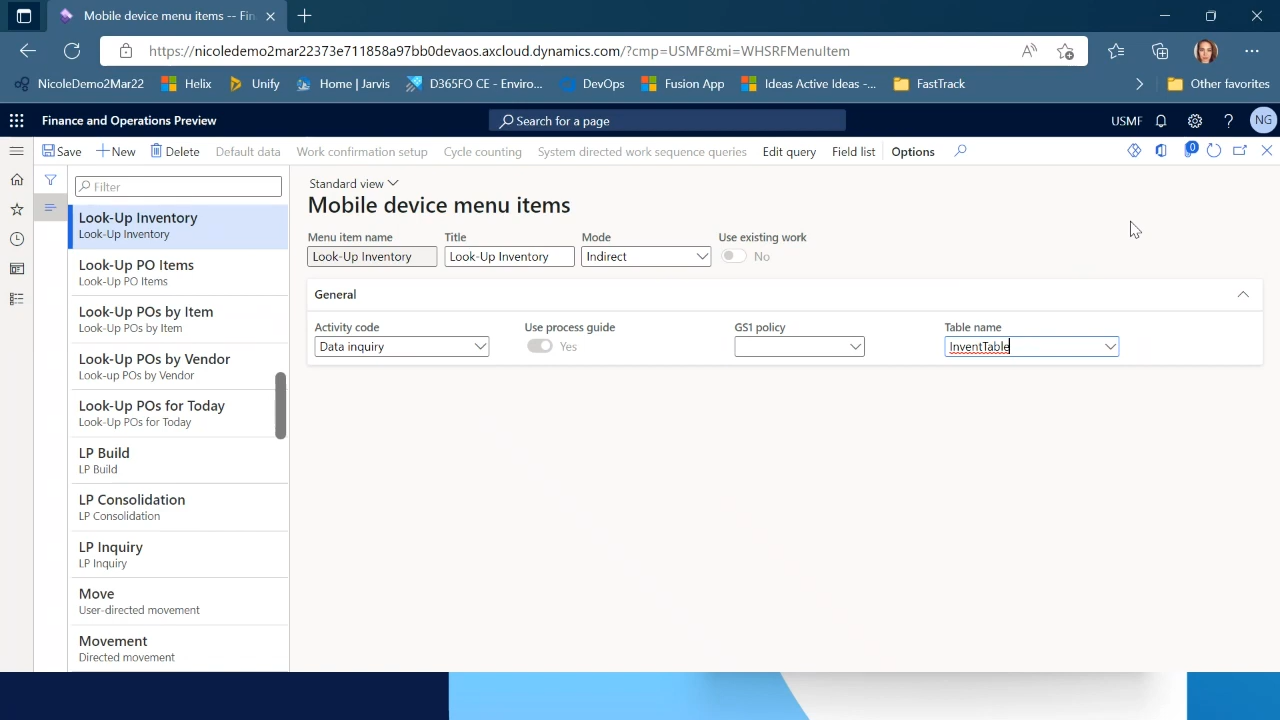 Mobile device menu items -- Fin
https://nicoledemo2mar22373e711858a97bb0devaos.axcloud.dynamics.com/?cmp=USMF&mi=WHSRFMenuItem
NicoleDemo2Mar22 Helix Unify Home | Jarvis D365FO CE - Enviro... DevOps Fusion App Ideas Active Ideas -... FastTrack Other favorites
Finance and Operations Preview Search for a page USMF ? NG
Save New Delete Default data Work confirmation setup Cycle counting System directed work sequence queries Edit query Field list Options 0
Filter
Look-Up Inventory
Look-Up Inventory
Look-Up PO Items
Look-Up PO Items
Look-Up POs by Item
Look-Up POs by Item
Look-Up POs by Vendor
Look-up POs by Vendor
Look-Up POs for Today
Look-Up POs for Today
LP Build
LP Build
LP Consolidation
LP Consolidation
LP Inquiry
LP Inquiry
Move
User-directed movement
Movement
Directed movement
Standard view
Mobile device menu items
Menu item name Title Mode Use existing work
Look-Up Inventory Look-Up Inventory Indirect No
General
Activity code Use process guide GS1 policy Table name
Data inquiry Yes InventTable